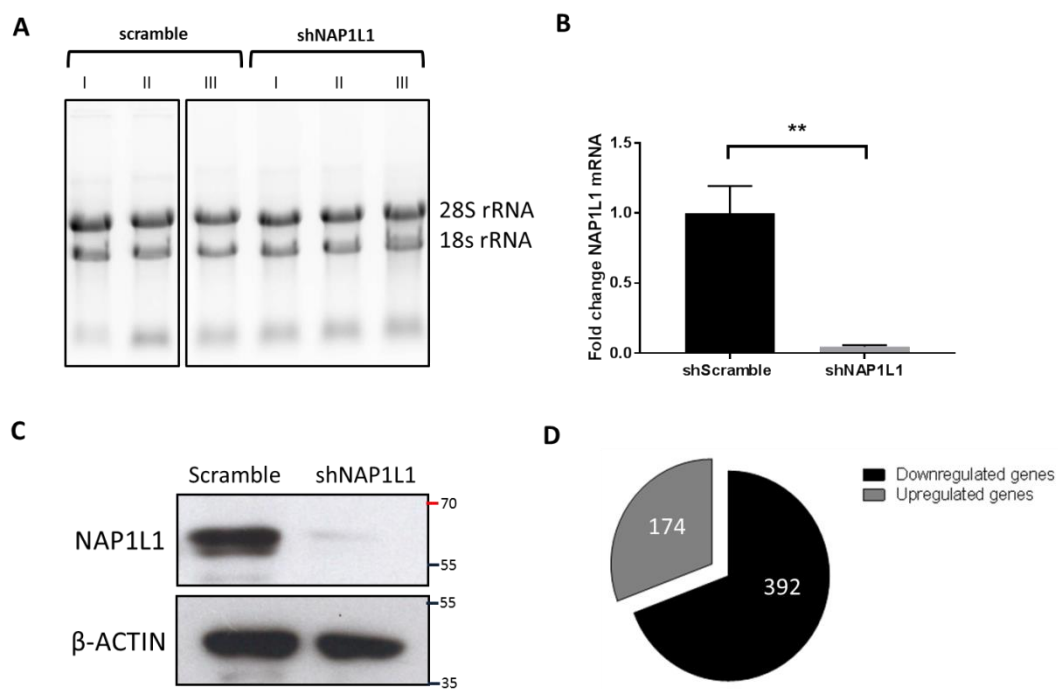 A
scramble
shNAP1L1
I II III I II III
28S rRNA
18s rRNA
B
Fold change NAP1L1 mRNA
1.5
1.0
0.5
0.0
**
shScramble shNAP1L1
C
Scramble shNAP1L1
NAP1L1
70
55
β-ACTIN
55
35
D
174
392
Downregulated genes
Upregulated genes